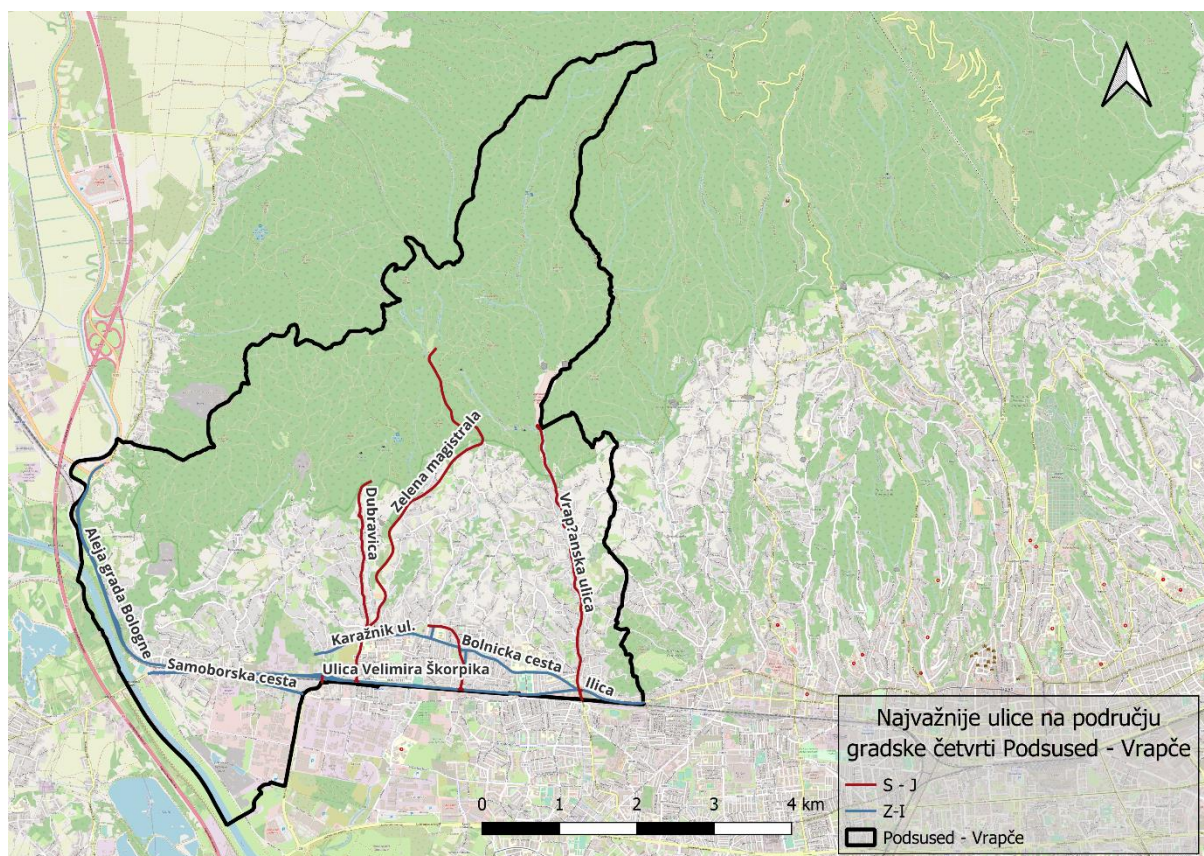 Zelena magistrala
Dubravica
Vrap?anska ulica
Aleja grada Bologne
Karažnik ul.
Bolnicka cesta
Samoborska cesta
Ulica Velimira Škorpika
Ilica
Najvažnije ulice na području
gradske četvrti Podsused - Vrapče
S - J
Z-I
Podsused - Vrapče
0 1 2 3 4 km